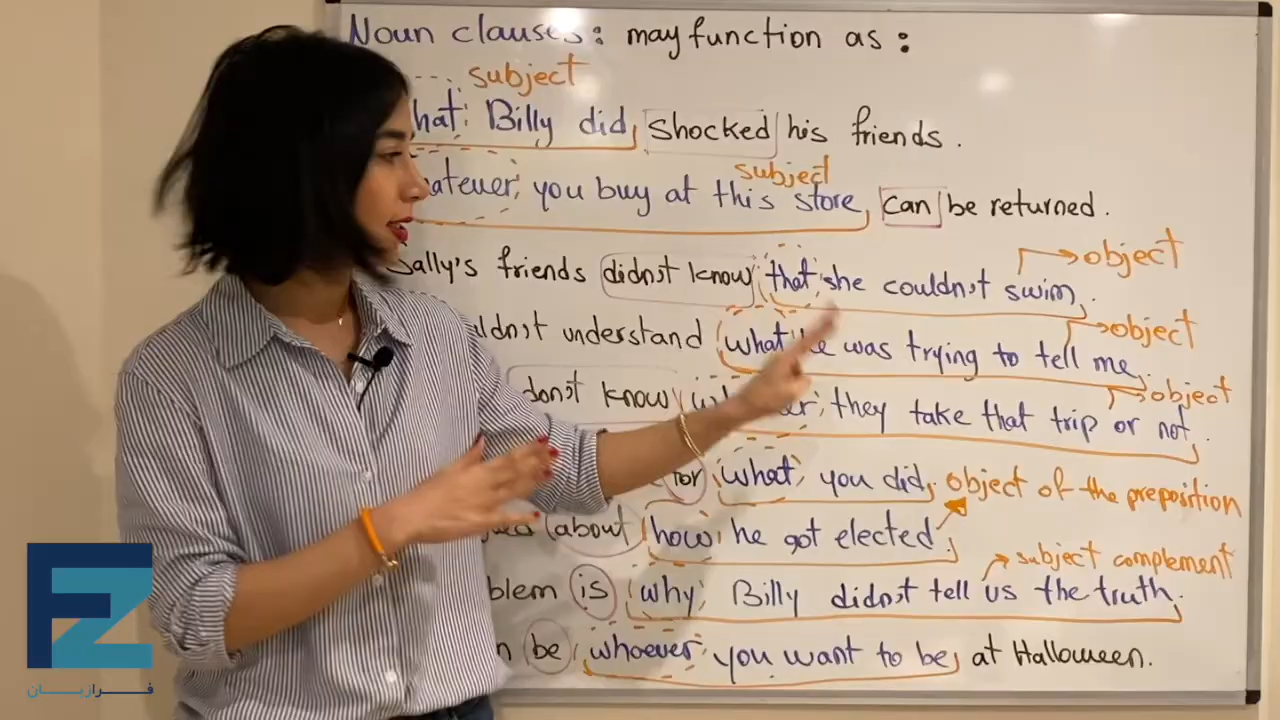 Noun clauses: may function as:
subject
hat Billy did shocked his friends.
subject
atever you buy at this store can be returned.
object
Sally's friends didn't know that she couldn't swim.
object
understand what he was trying to tell me.
object
don't know they take that trip or not.
for what you did. object of the preposition
about how he got elected.
subject complement
blem is why Billy didn't tell us the truth.
be whoever you want to be at Halloween.
FZ
فرازبان